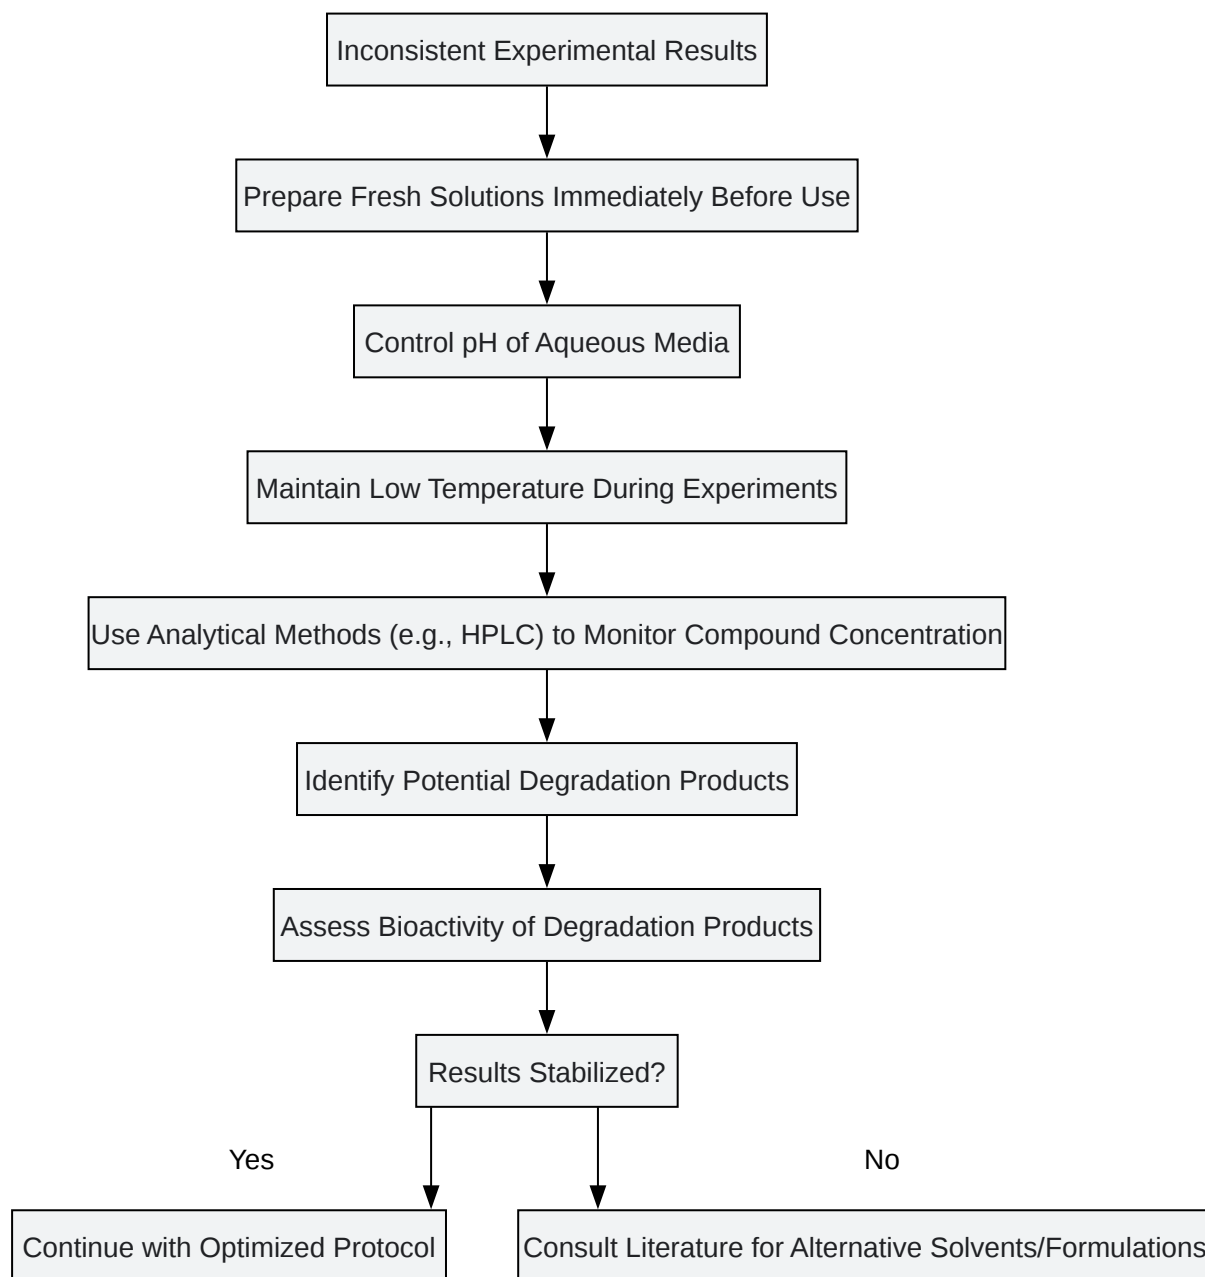 Inconsistent Experimental Results
Prepare Fresh Solutions Immediately Before Use
Control pH of Aqueous Media
Maintain Low Temperature During Experiments
Use Analytical Methods (e.g., HPLC) to Monitor Compound Concentration
Identify Potential Degradation Products
Assess Bioactivity of Degradation Products
Results Stabilized?
Yes
No
Continue with Optimized Protocol
Consult Literature for Alternative Solvents/Formulations